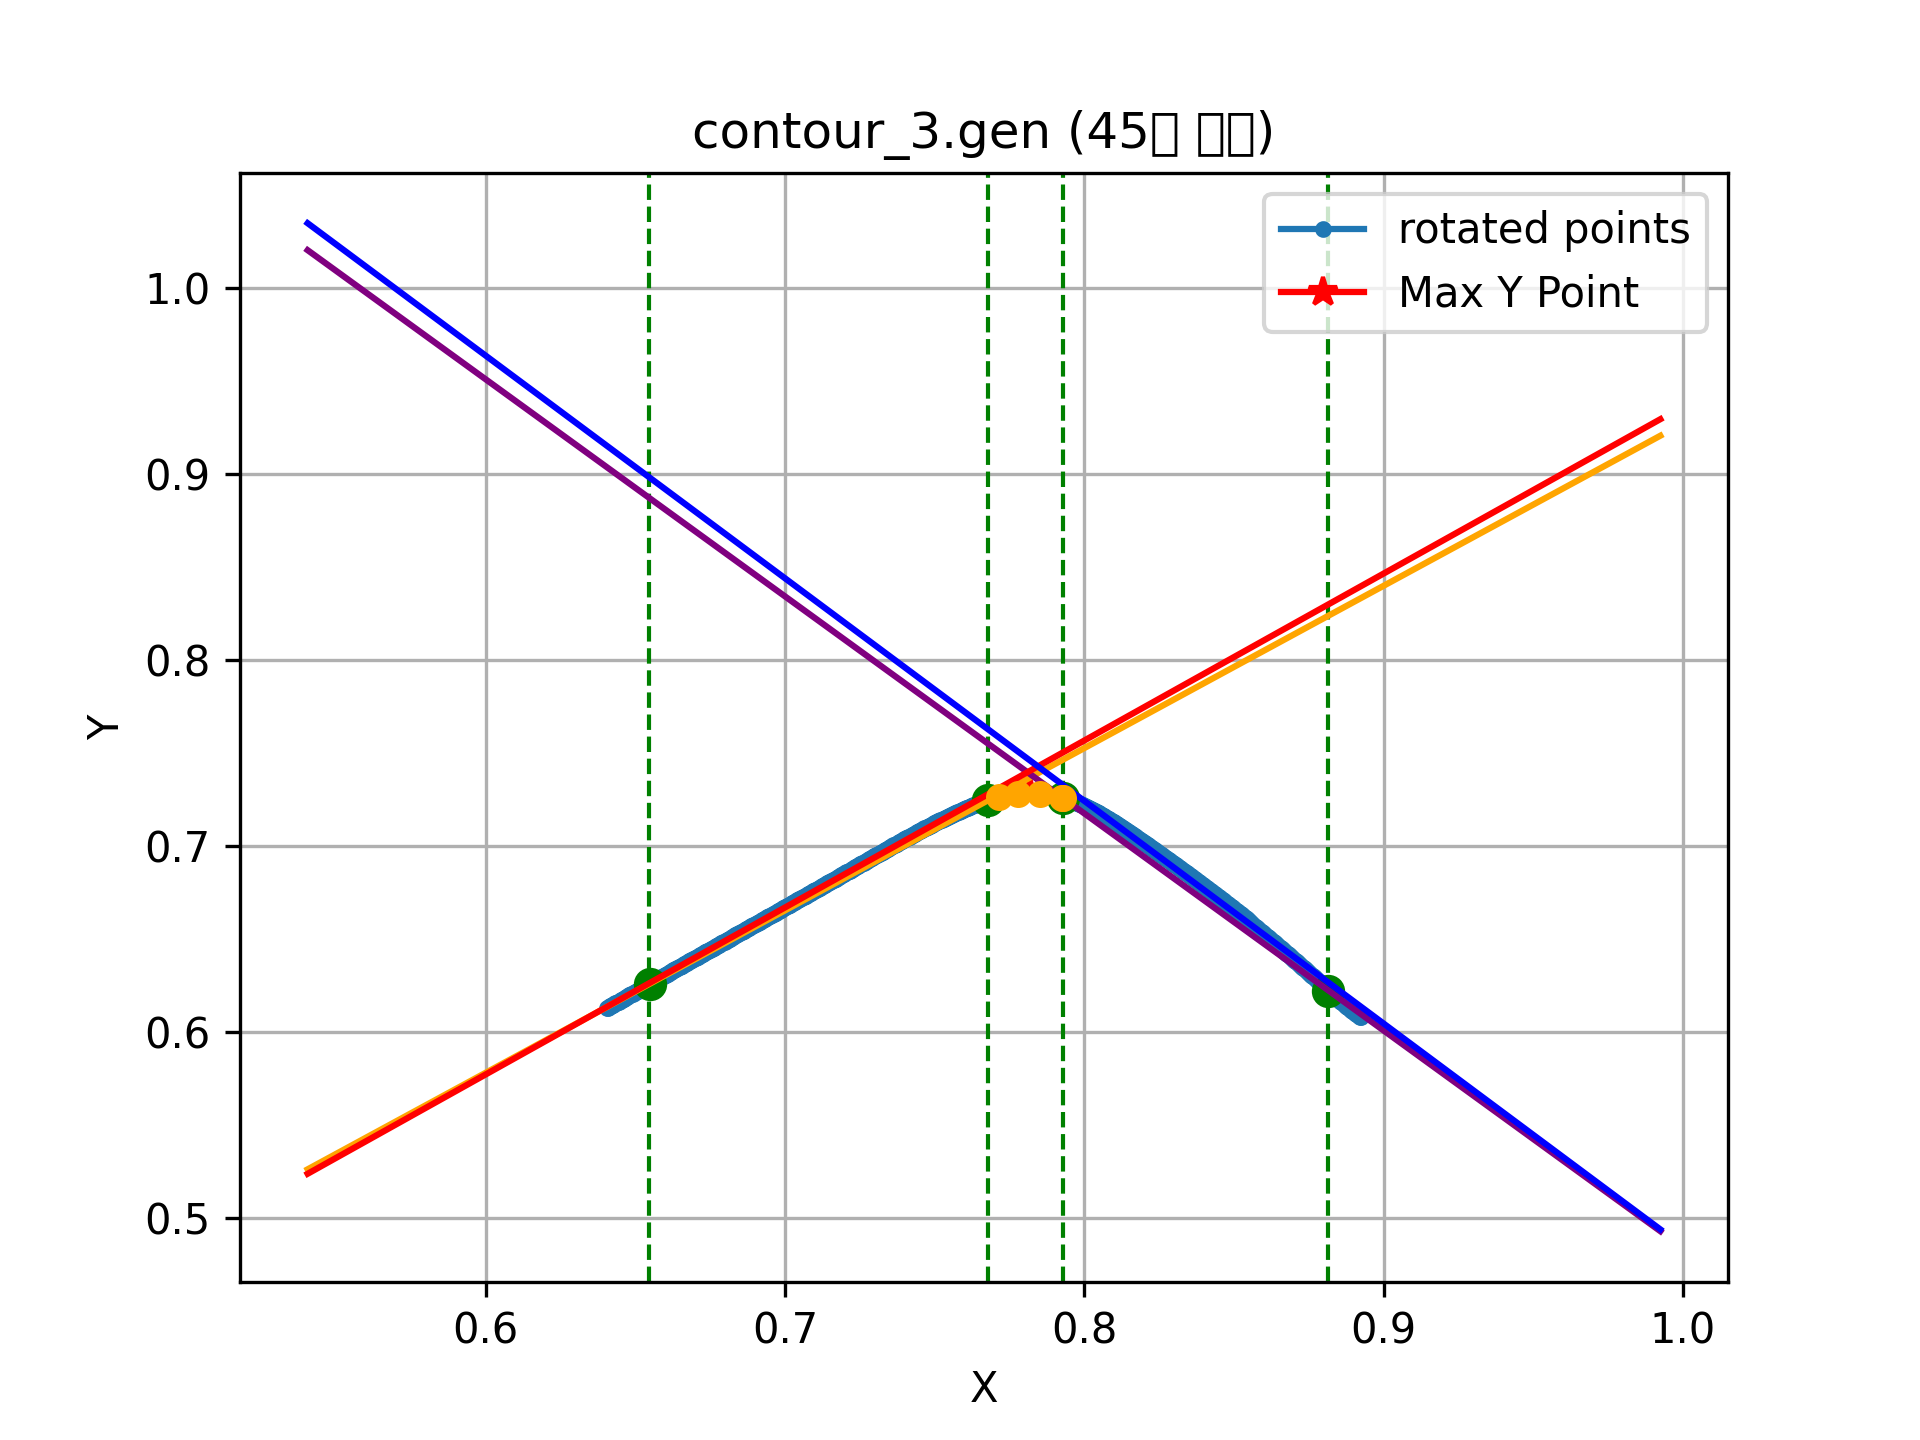 contour_3.gen (45▯ ▯▯)
rotated points
Max Y Point
1.0
0.9
0.8
0.7
0.6
0.5
Y
0.6 0.7 0.8 0.9 1.0
X